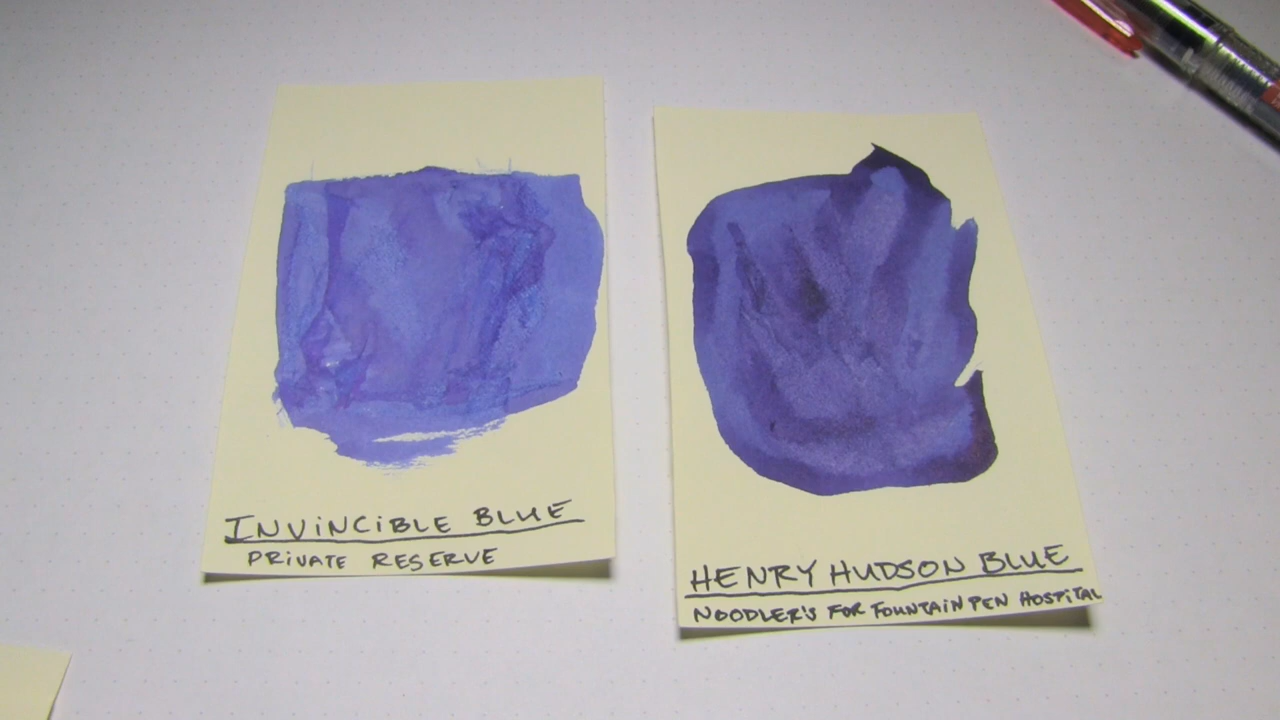 INVINCIBLE BLUE
PRIVATE RESERVE
HENRY HUDSON BLUE
NOODLER'S FOR FOUNTAIN PEN HOSPITAL